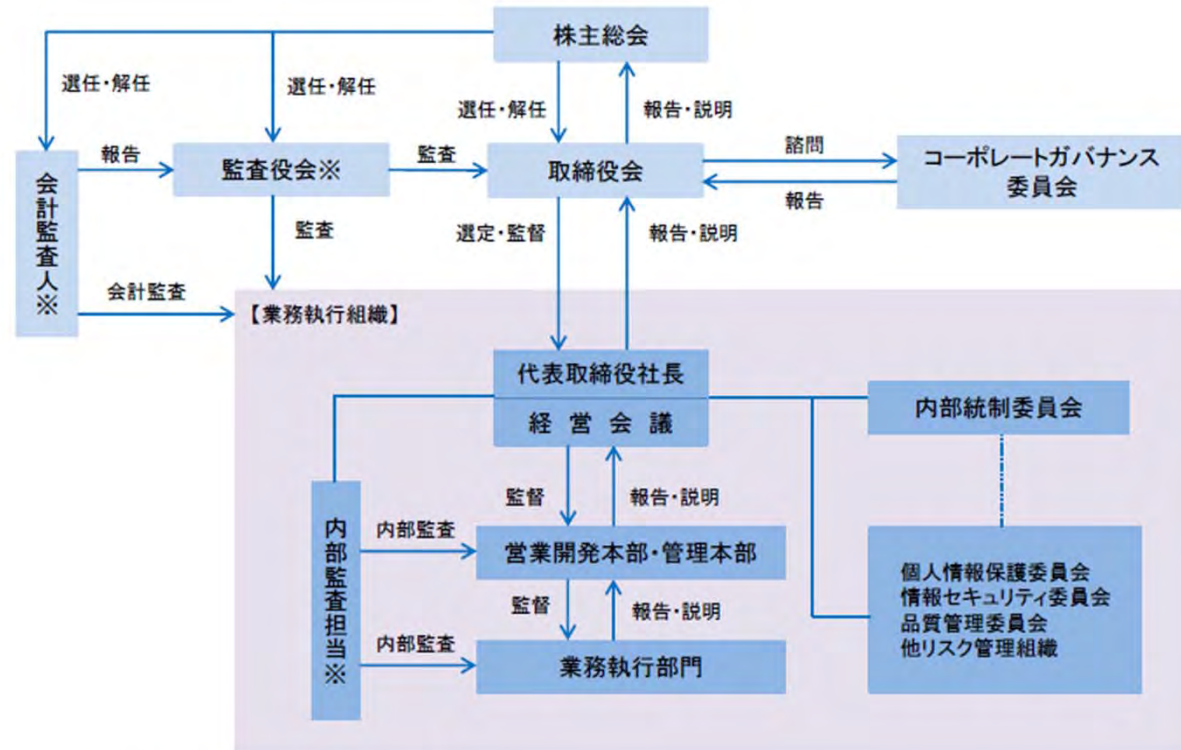 株主総会
選任・解任
選任・解任
選任・解任
報告・説明
会計監査人※
報告
監査役会※
監査
取締役会
諮問
報告
コーポレートガバナンス
委員会
監査
選定・監督
報告・説明
会計監査
【業務執行組織】
代表取締役社長
経営会議
内部統制委員会
監督
報告・説明
内部監査担当※
内部監査
営業開発本部・管理本部
監督
報告・説明
内部監査
業務執行部門
個人情報保護委員会
情報セキュリティ委員会
品質管理委員会
他リスク管理組織